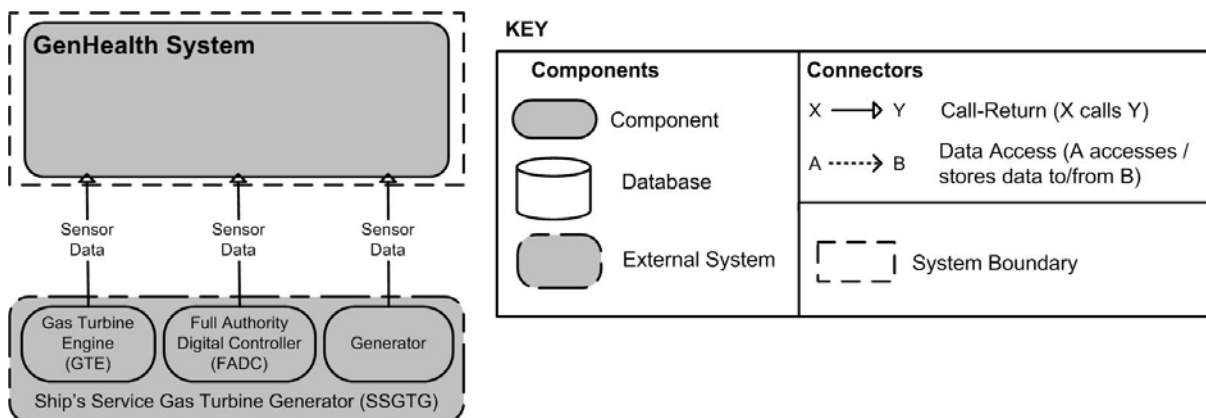 GenHealth System
Sensor
Data
Sensor
Data
Sensor
Data
Gas Turbine
Engine
(GTE)
Full Authority
Digital Controller
(FADC)
Generator
Ship's Service Gas Turbine Generator (SSGTG)
KEY
Components
Component
Database
External System
Connectors
X Y Call-Return (X calls Y)
A B Data Access (A accesses /
stores data to/from B)
System Boundary